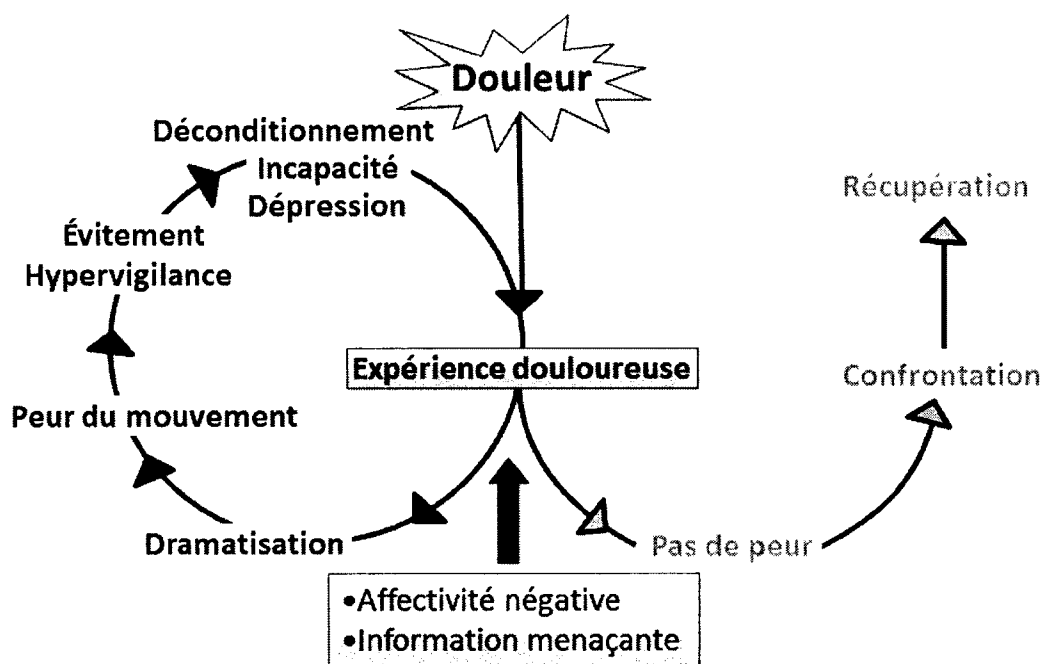 Douleur
Déconditionnement
Incapacité
Dépression
Évitement
Hypervigilance
Peur du mouvement
Dramatisation
Expérience douloureuse
Pas de peur
Confrontation
Récupération
•Affectivité négative
•Information menaçante